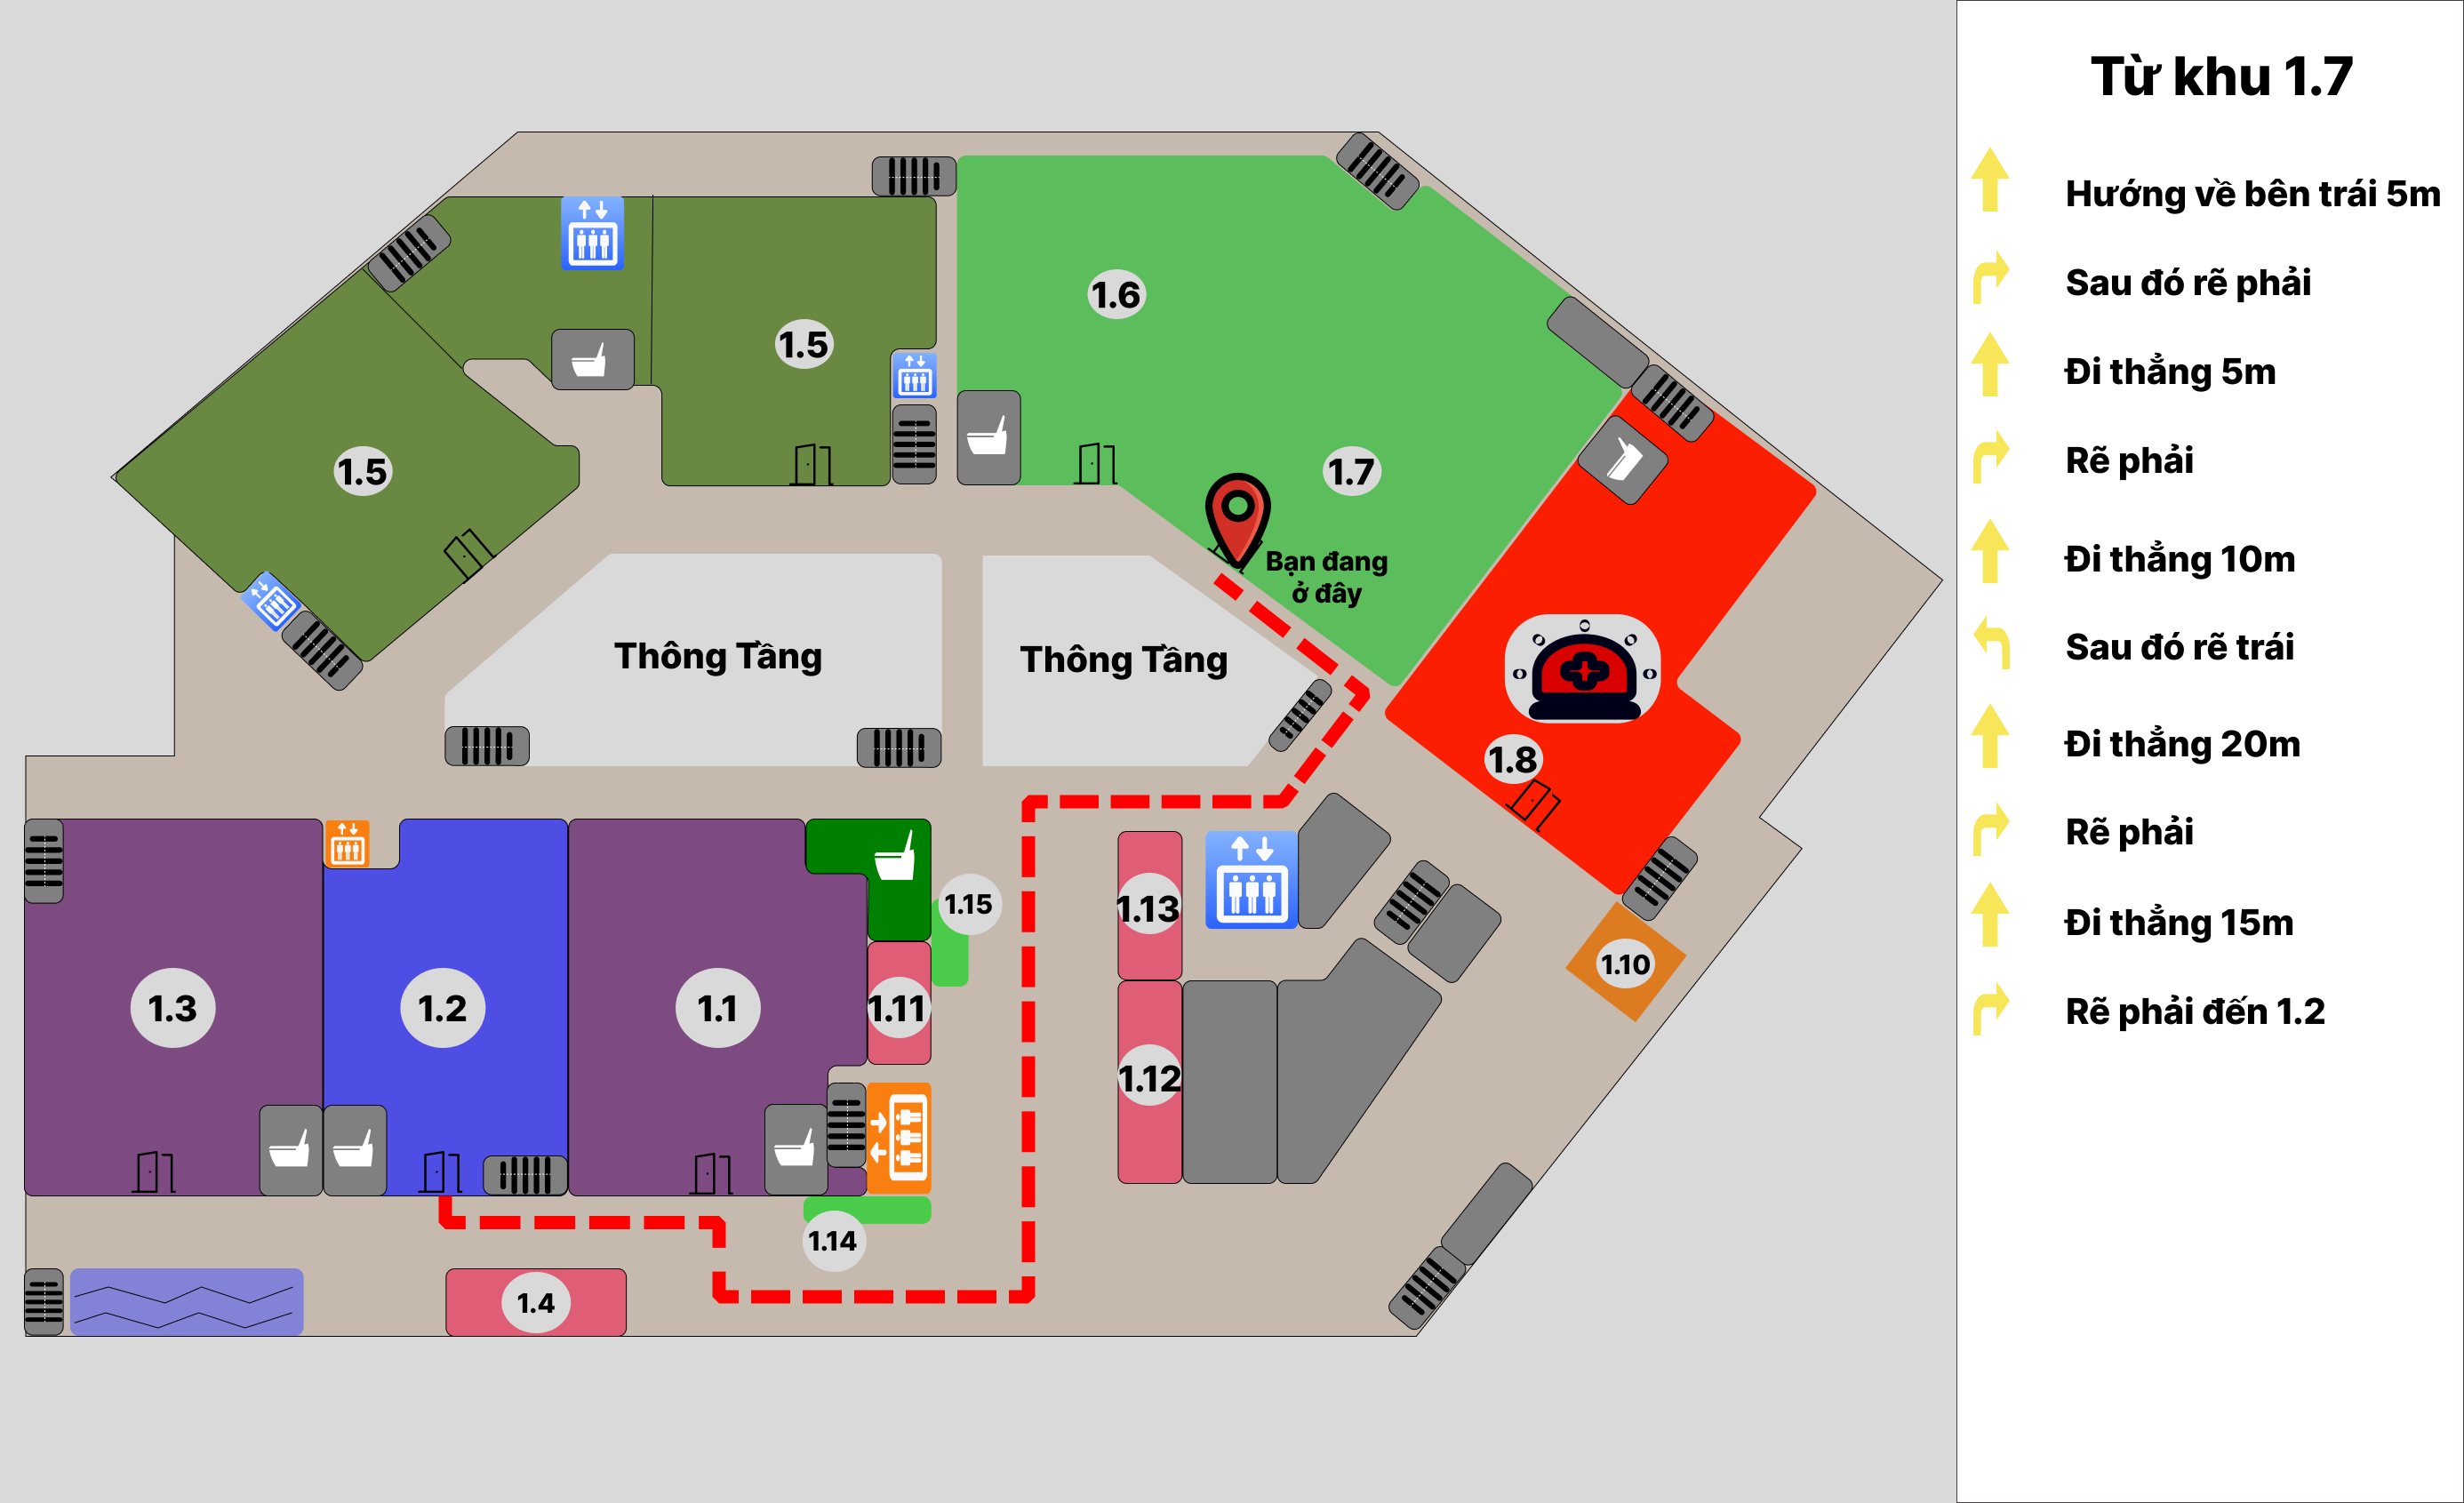 Từ khu 1.7
Hướng về bên trái 5m
Sau đó rẽ phải
Đi thẳng 5m
Rẽ phải
Đi thẳng 10m
Sau đó rẽ trái
Đi thẳng 20m
Rẽ phải
Đi thẳng 15m
Rẽ phải đến 1.2
1.6
1.5
1.5
1.7
Bạn đang
ở đây
Thông Tầng
Thông Tầng
1.8
1.15
1.13
1.10
1.3
1.2
1.1
1.11
1.12
1.14
1.4